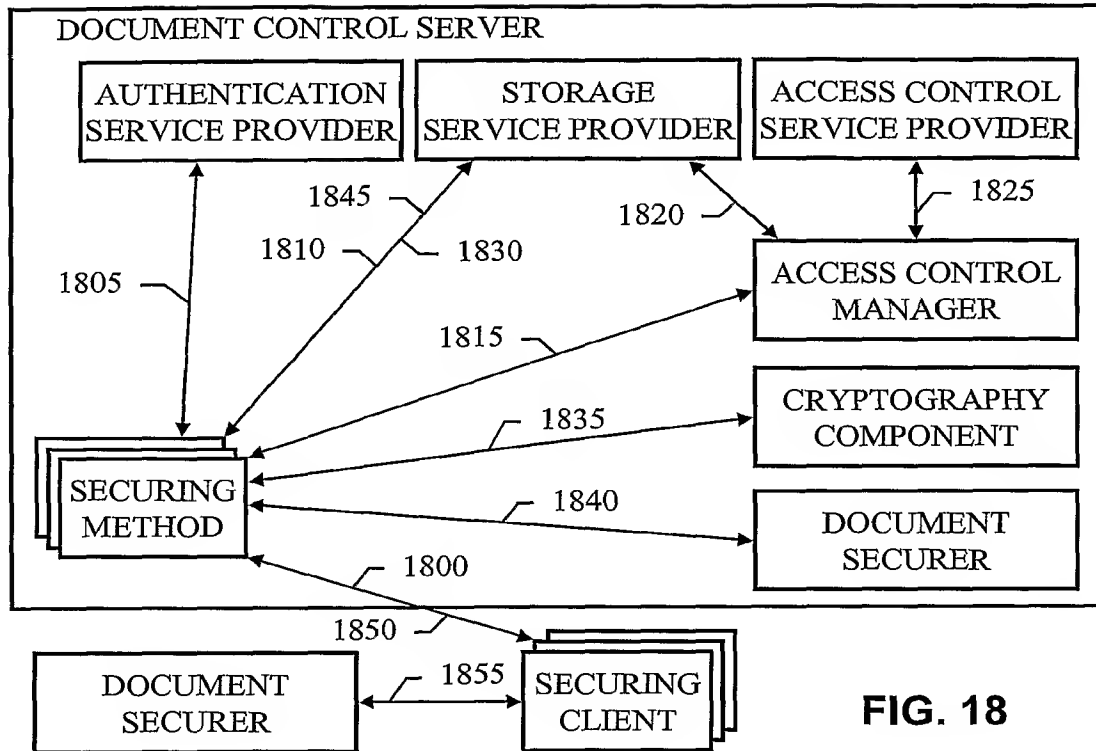 DOCUMENT CONTROL SERVER
AUTHENTICATION
SERVICE PROVIDER
STORAGE
SERVICE PROVIDER
ACCESS CONTROL
SERVICE PROVIDER
1845
1820
1825
1810
1830
1805
ACCESS CONTROL
MANAGER
1815
1835
CRYPTOGRAPHY
COMPONENT
SECURING
METHOD
1840
DOCUMENT
SECURER
1800
1850
DOCUMENT
SECURER
1855
SECURING
CLIENT
FIG. 18